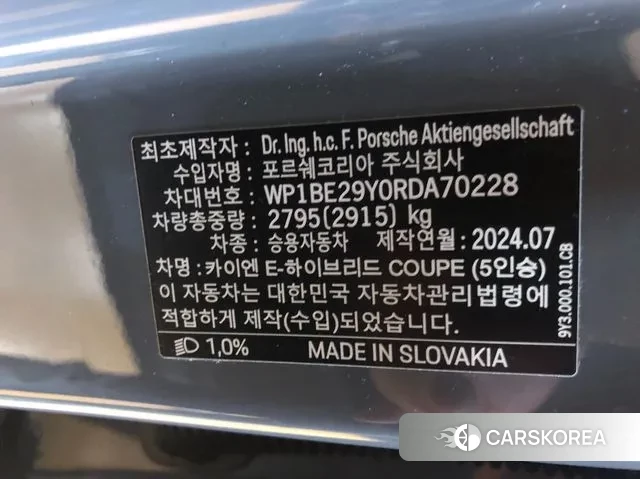 최초제작자 : Dr. Ing. h.c. F. Porsche Aktiengesellschaft
수입자명 : 포르쉐코리아 주식회사
차대번호 : WP1BE29Y0RDA70228
차량총중량 : 2795(2915) kg
차종 : 승용자동차 제작연월 : 2024.07
차명 : 카이엔 E-하이브리드 COUPE (5인승)
이 자동차는 대한민국 자동차관리법령에
적합하게 제작(수입)되었습니다.
1,0% MADE IN SLOVAKIA
9Y3.000.101.CB
CARSKOREA